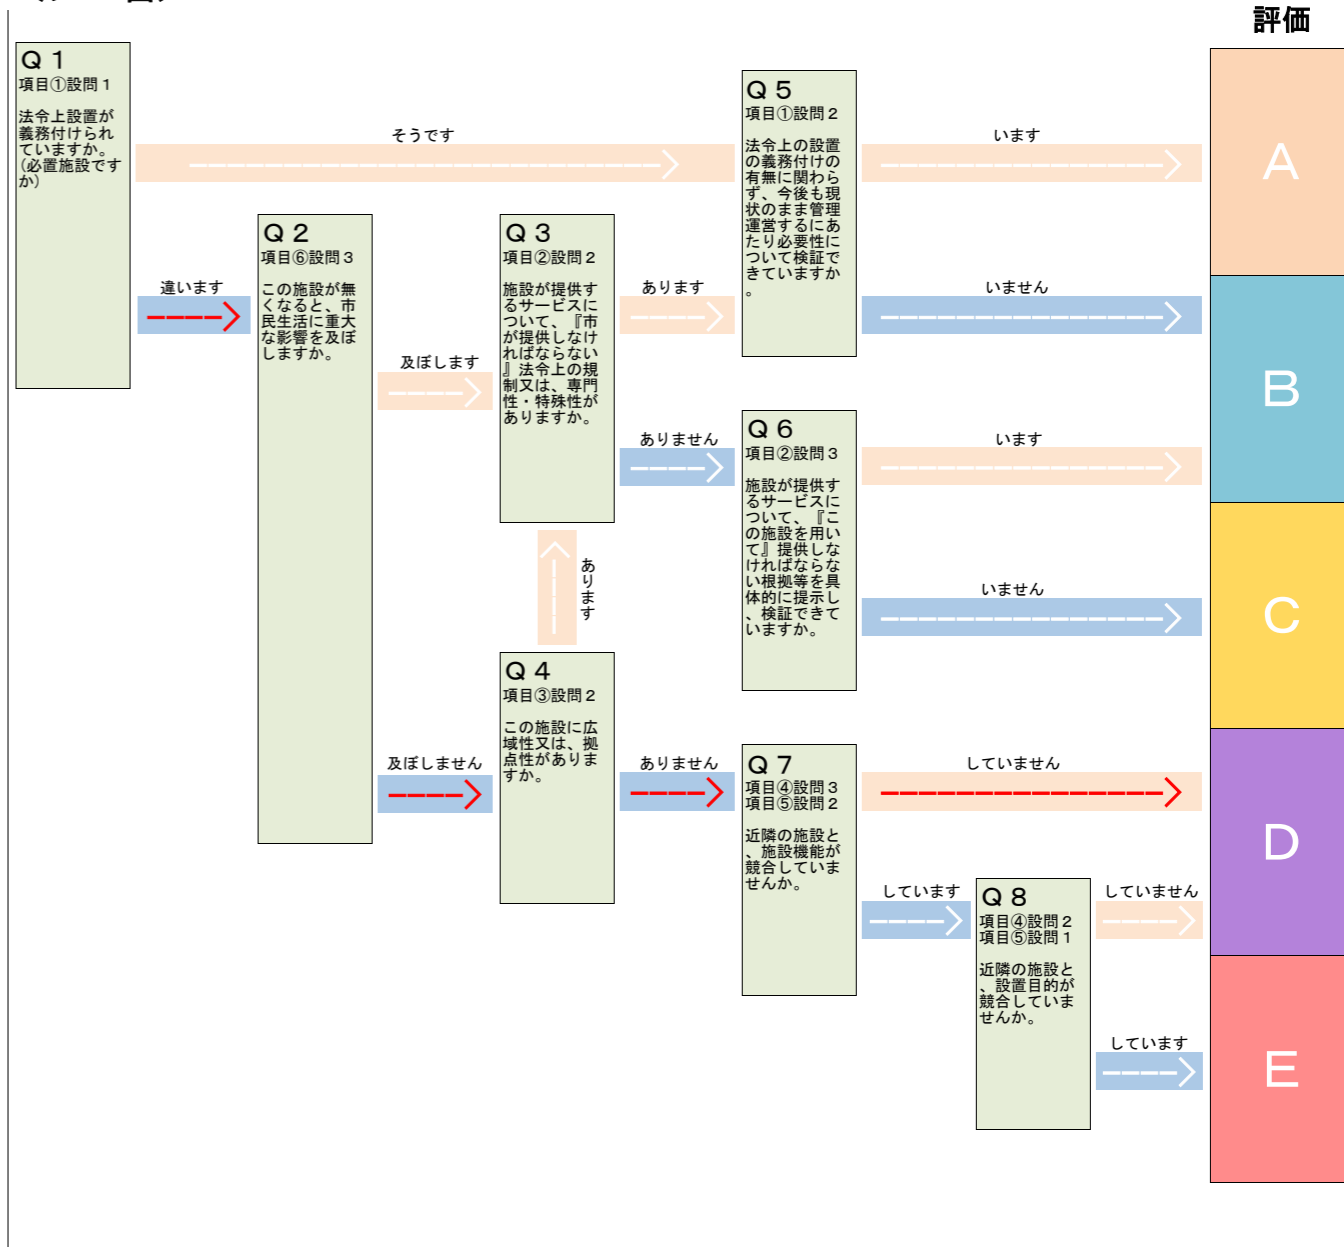 評価
Ｑ１
項目①設問１
法令上設置が
義務付けられ
ていますか。
(必置施設です
か)
そうです
違います
Ｑ２
項目⑥設問３
この施設が無
くなると、市
民生活に重大
な影響を及ぼ
しますか。
及ぼします
及ぼしません
Ｑ３
項目②設問２
施設が提供す
るサービスに
ついて、『市
が提供しなけ
ればならない
』法令上の規
制又は、専門
性・特殊性が
ありますか。
あります
ありません
Ｑ４
項目③設問２
この施設に広
域性又は、拠
点性がありま
すか。
あります
ありません
Ｑ５
項目①設問２
法令上の設置
の義務付けの
有無に関わら
ず、今後も現
状のまま管理
運営するにあ
たり必要性に
ついて検証で
きていますか
。
います
いません
Ｑ６
項目②設問３
施設が提供す
るサービスに
ついて、『こ
の施設を用い
て』提供しな
ければならな
い根拠等を具
体的に提示し
、検証できて
いますか。
います
いません
Ｑ７
項目④設問３
項目⑤設問２
近隣の施設と
、施設機能が
競合していま
せんか。
していません
しています
Ｑ８
項目④設問２
項目⑤設問１
近隣の施設と
、設置目的が
競合していま
せんか。
していません
しています
Ａ
Ｂ
Ｃ
Ｄ
Ｅ